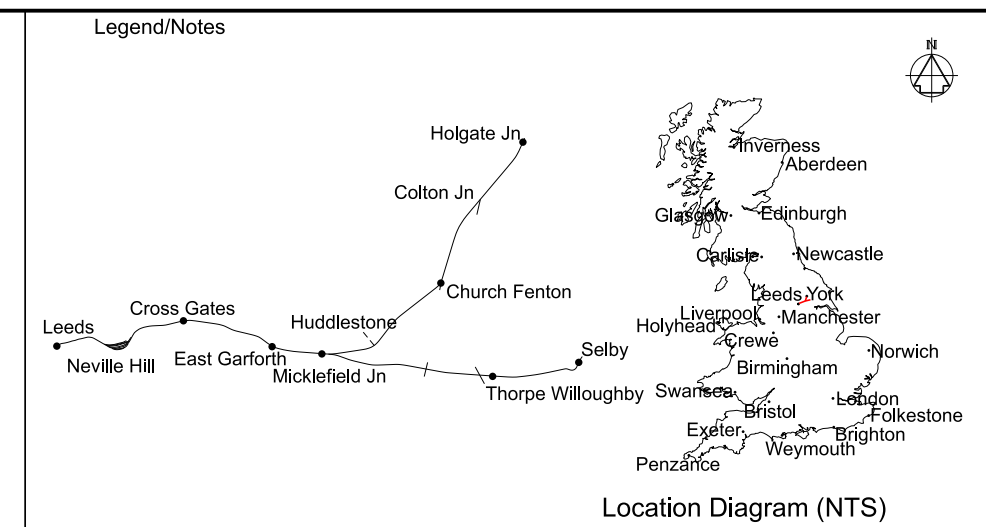 Legend/Notes
N
Holgate Jn
Colton Jn
Church Fenton
Huddlestone
Cross Gates
Leeds
Neville Hill
East Garforth
Micklefield Jn
Selby
Thorpe Willoughby
Inverness
Aberdeen
Glasgow
Edinburgh
Carlisle
Newcastle
Leeds
York
Liverpool
Holyhead
Manchester
Crewe
Norwich
Birmingham
Swansea
London
Bristol
Folkestone
Exeter
Brighton
Weymouth
Penzance
Location Diagram (NTS)